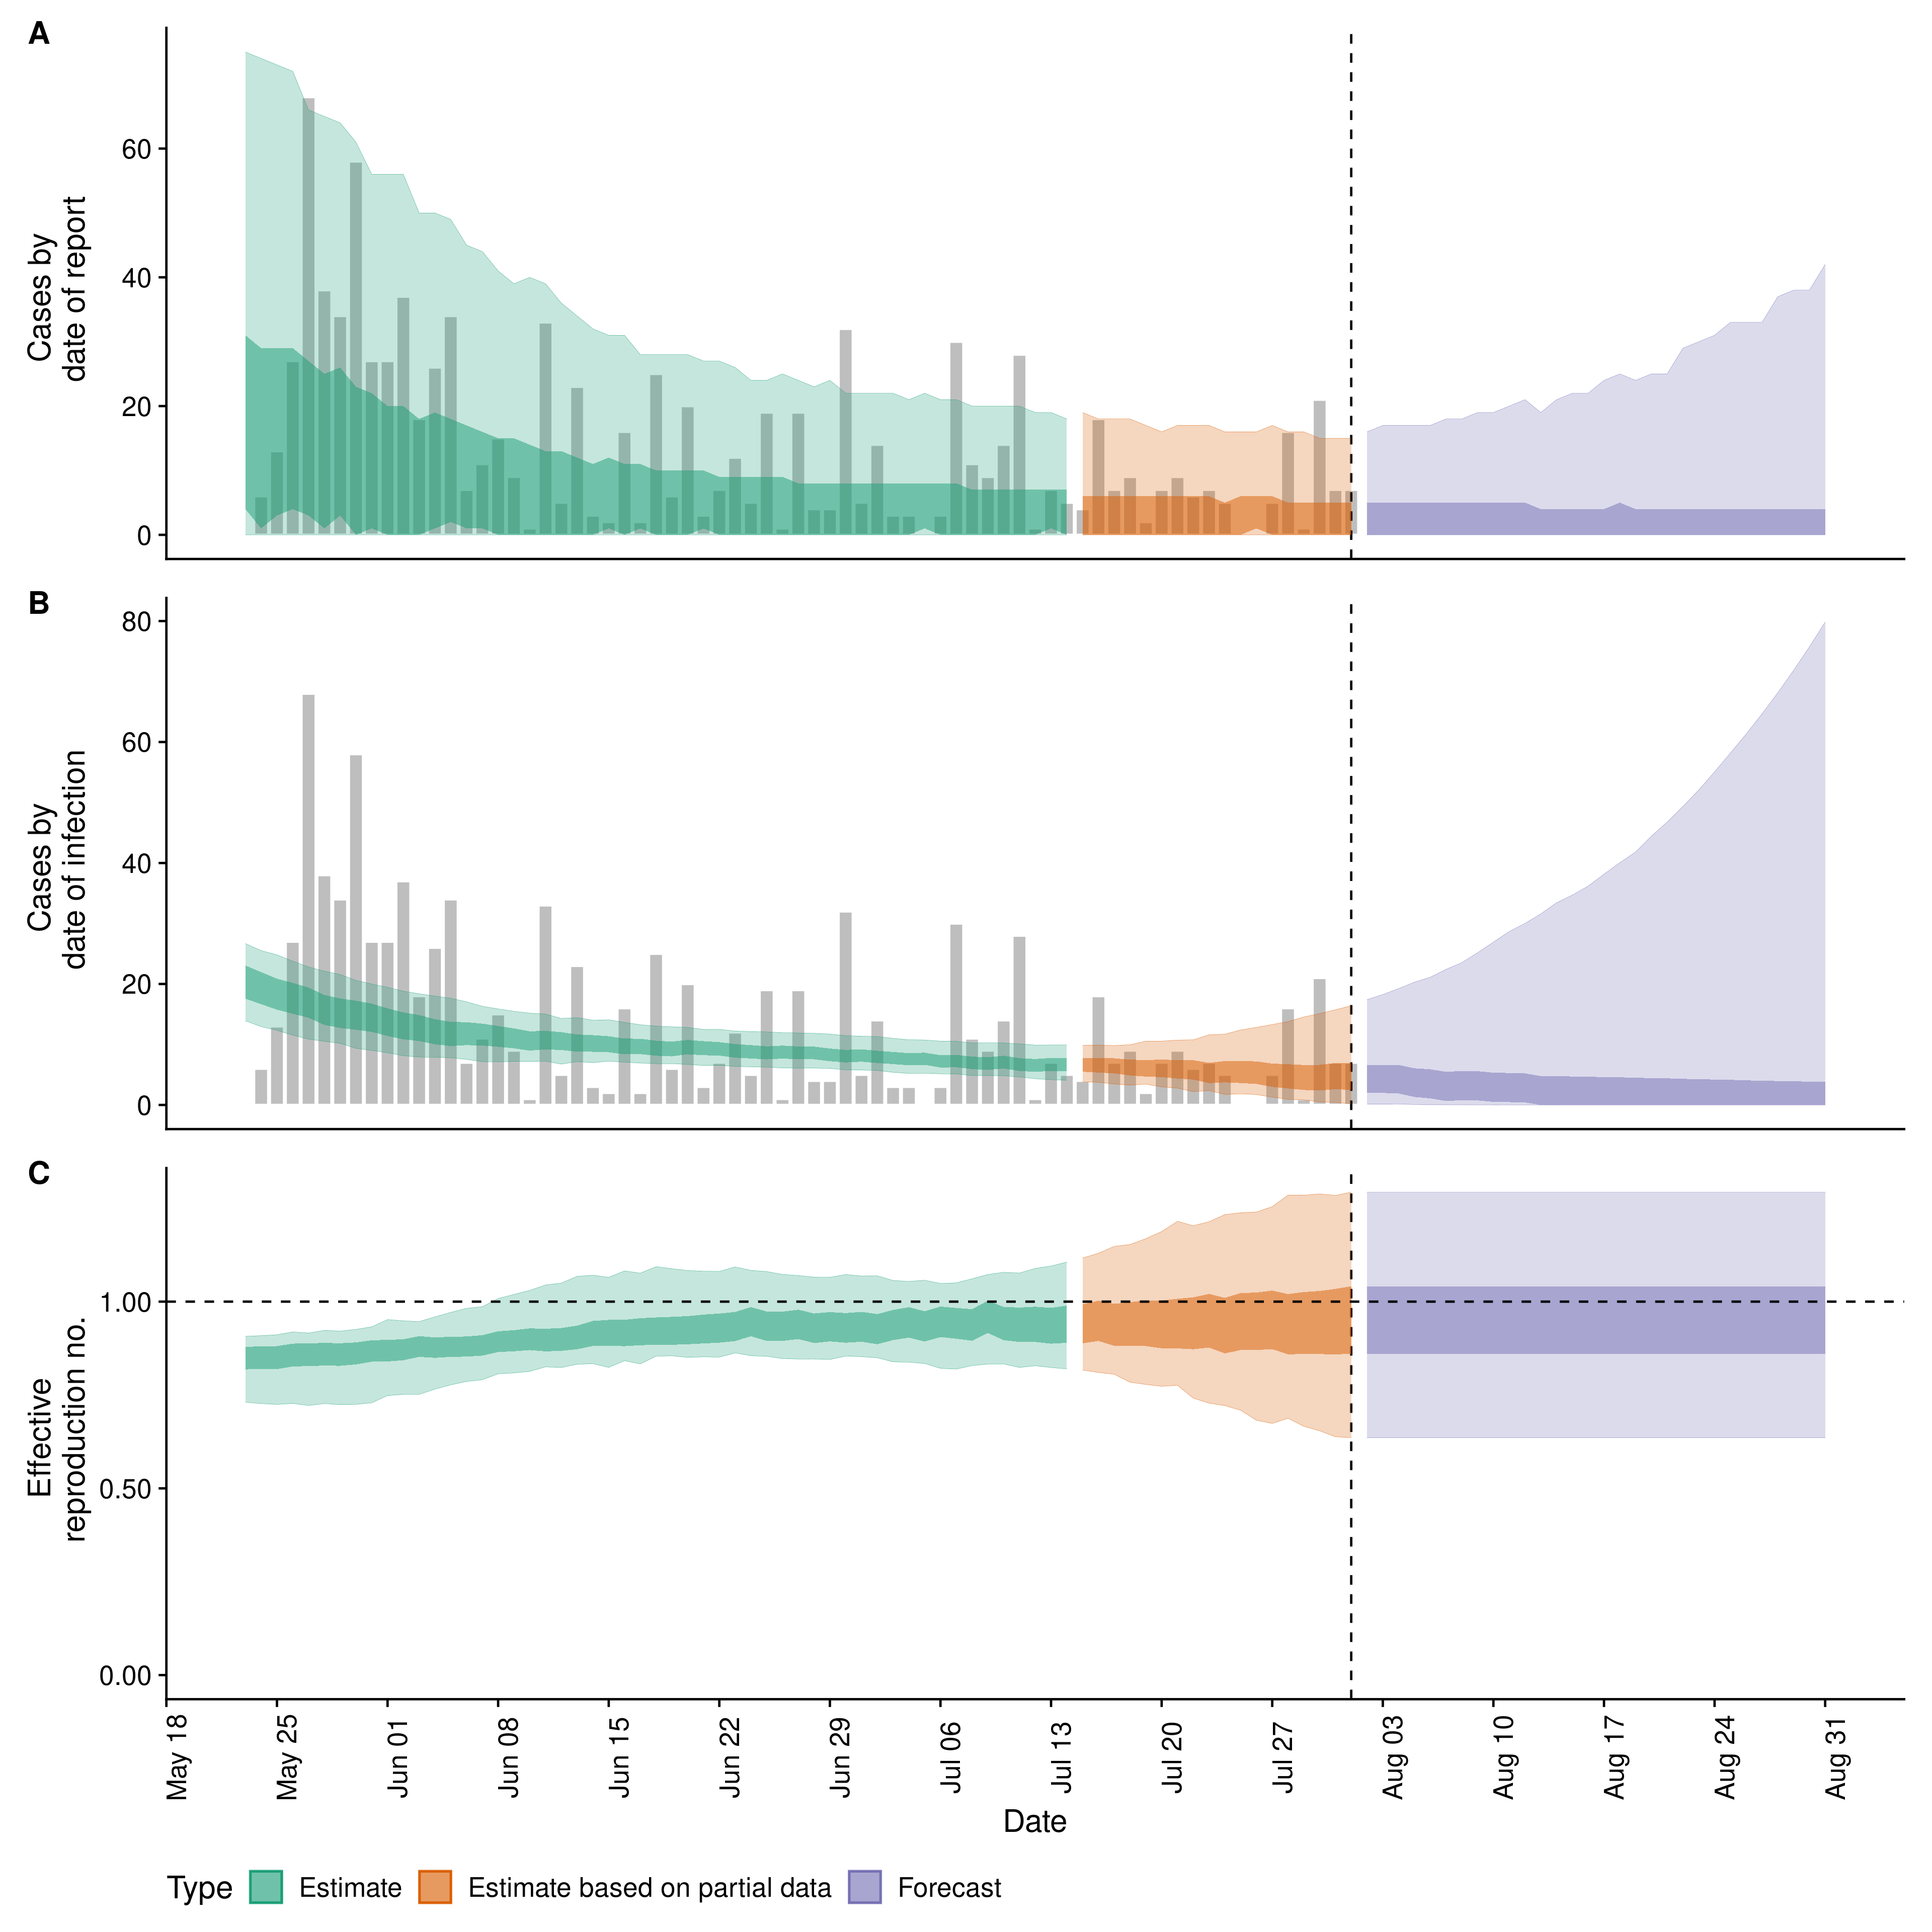 A
Cases by
date of report
60
40
20
0
B
Cases by
date of infection
80
60
40
20
0
C
Effective
reproduction no.
1.00
0.50
0.00
May 18
May 25
Jun 01
Jun 08
Jun 15
Jun 22
Jun 29
Jul 06
Jul 13
Jul 20
Jul 27
Aug 03
Aug 10
Aug 17
Aug 24
Aug 31
Date
Type Estimate Estimate based on partial data Forecast